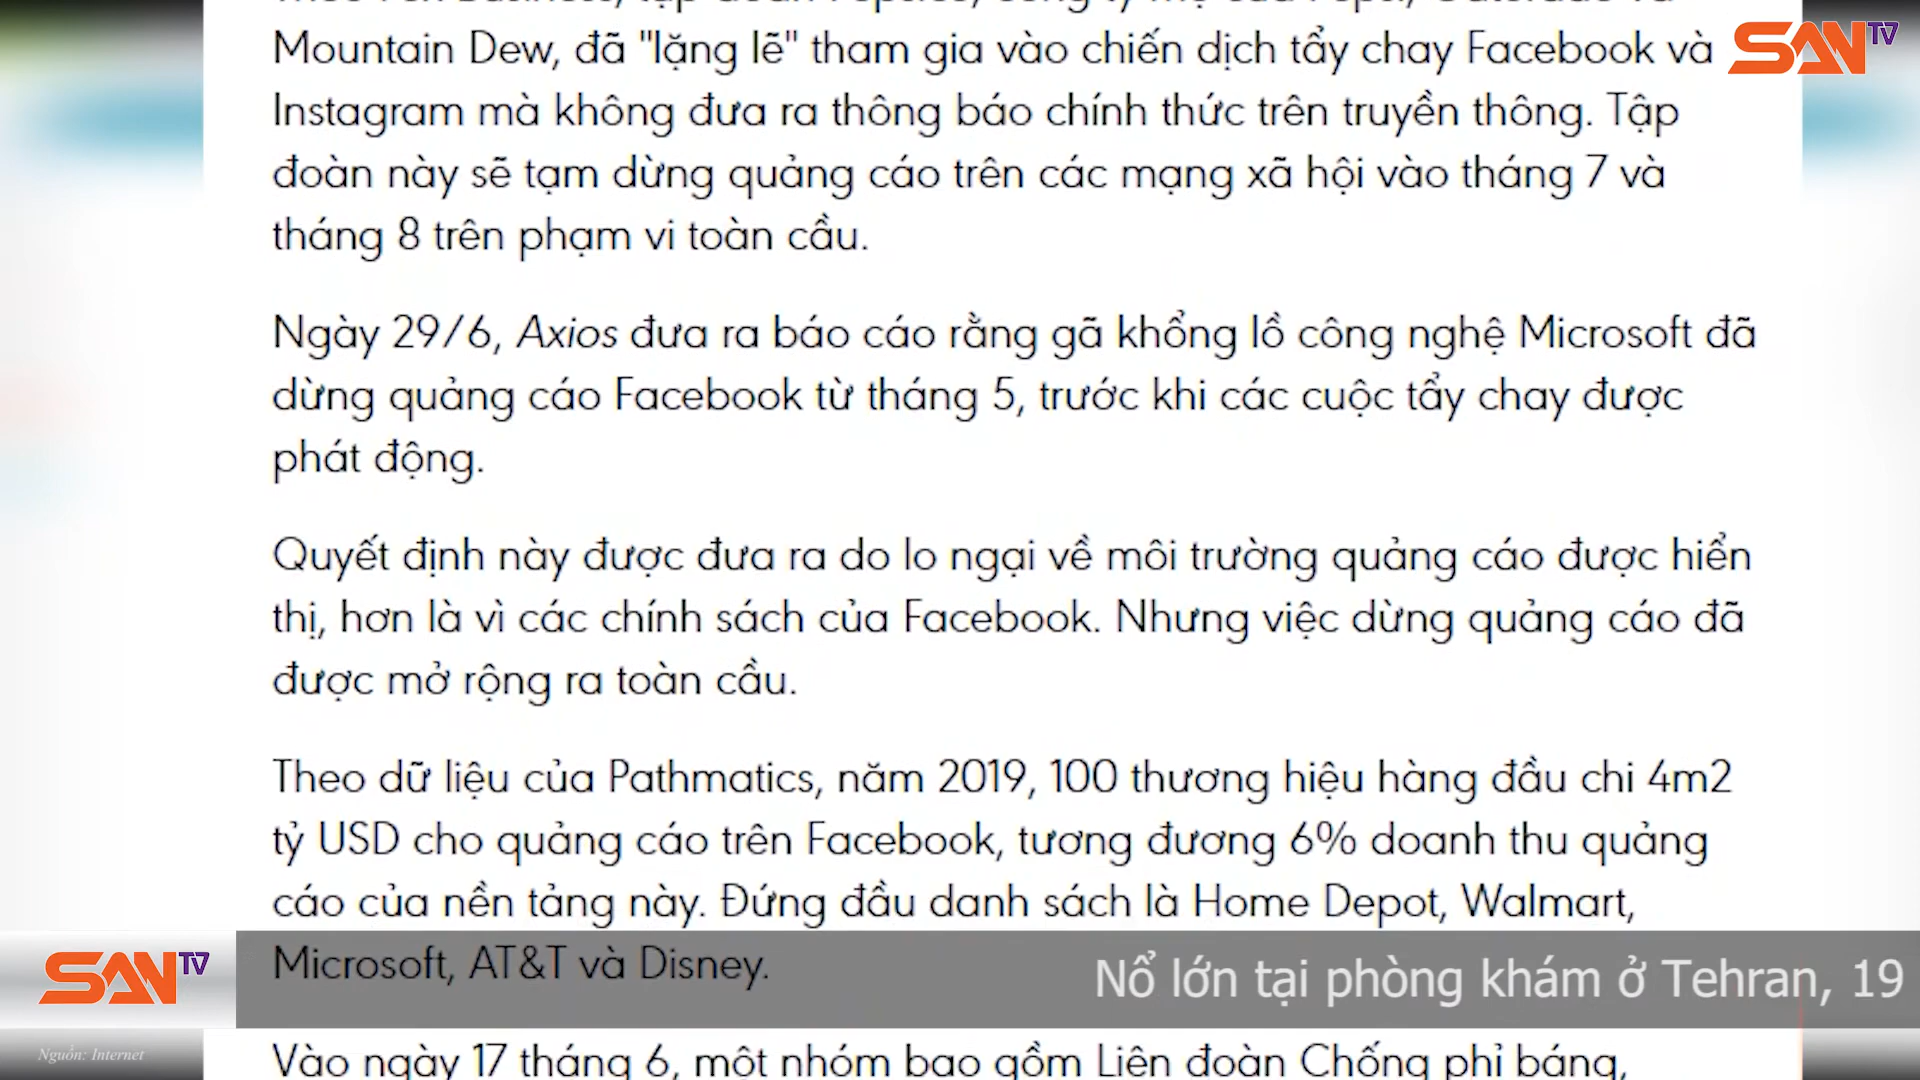 Mountain Dew, đã "lặng lẽ" tham gia vào chiến dịch tẩy chay Facebook và
Instagram mà không đưa ra thông báo chính thức trên truyền thông. Tập
đoàn này sẽ tạm dừng quảng cáo trên các mạng xã hội vào tháng 7 và
tháng 8 trên phạm vi toàn cầu.
Ngày 29/6, Axios đưa ra báo cáo rằng gã khổng lồ công nghệ Microsoft đã
dừng quảng cáo Facebook từ tháng 5, trước khi các cuộc tẩy chay được
phát động.
Quyết định này được đưa ra do lo ngại về môi trường quảng cáo được hiển
thị, hơn là vì các chính sách của Facebook. Nhưng việc dừng quảng cáo đã
được mở rộng ra toàn cầu.
Theo dữ liệu của Pathmatics, năm 2019, 100 thương hiệu hàng đầu chi 4m2
tỷ USD cho quảng cáo trên Facebook, tương đương 6% doanh thu quảng
cáo của nền tảng này. Đứng đầu danh sách là Home Depot, Walmart,
Microsoft, AT&T và Disney.
Vào ngày 17 tháng 6, một nhóm bao gồm Liên đoàn Chống phỉ báng,
SAN TV
SAN TV
Nổ lớn tại phòng khám ở Tehran, 19
Nguồn: Internet